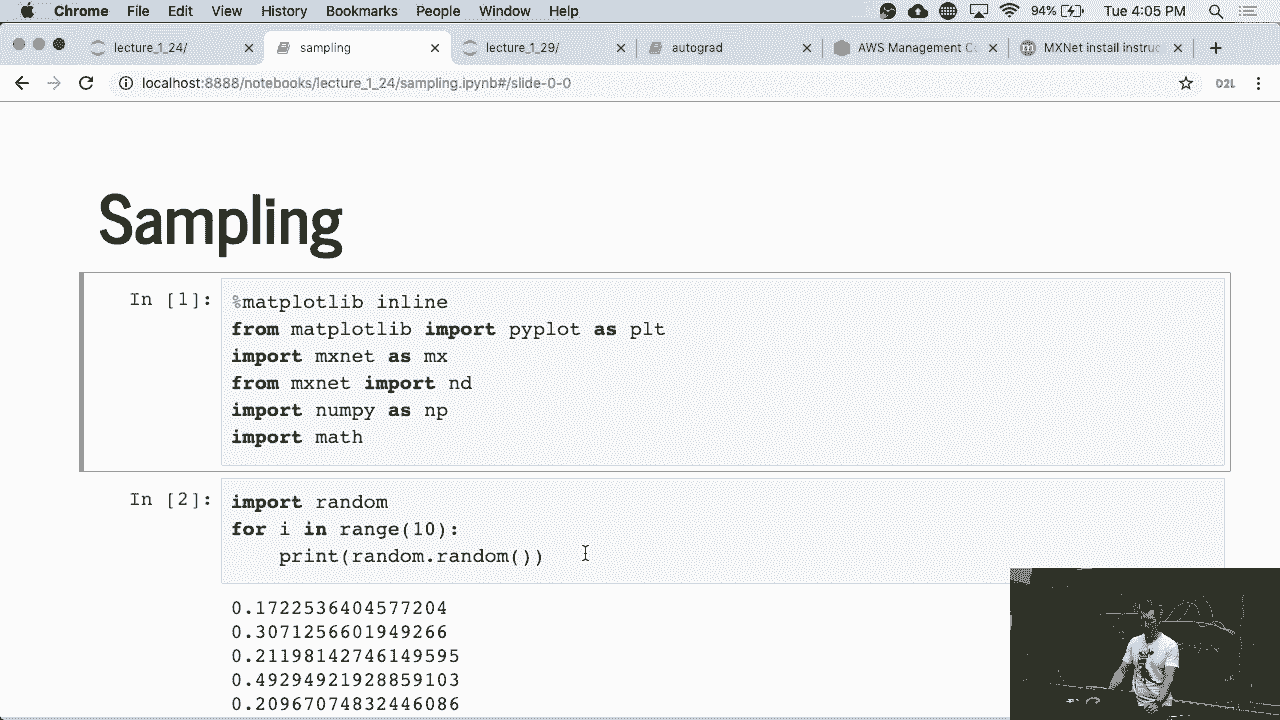 Chrome File Edit View History Bookmarks People Window Help 94% Tue 4:05 PM
lecture_1_24/ sampling lecture_1_29/ autograd AWS Management C MXNet install instruc
localhost:8888/notebooks/lecture_1_24/sampling.ipynb#/slide-0-0 D2L
Sampling
In [1]: %matplotlib inline
from matplotlib import pyplot as plt
import mxnet as mx
from mxnet import nd
import numpy as np
import math
In [2]: import random
for i in range(10):
print(random.random())
0.1722536404577204
0.3071256601949266
0.21198142746149595
0.49294921928859103
0.20967074832446086